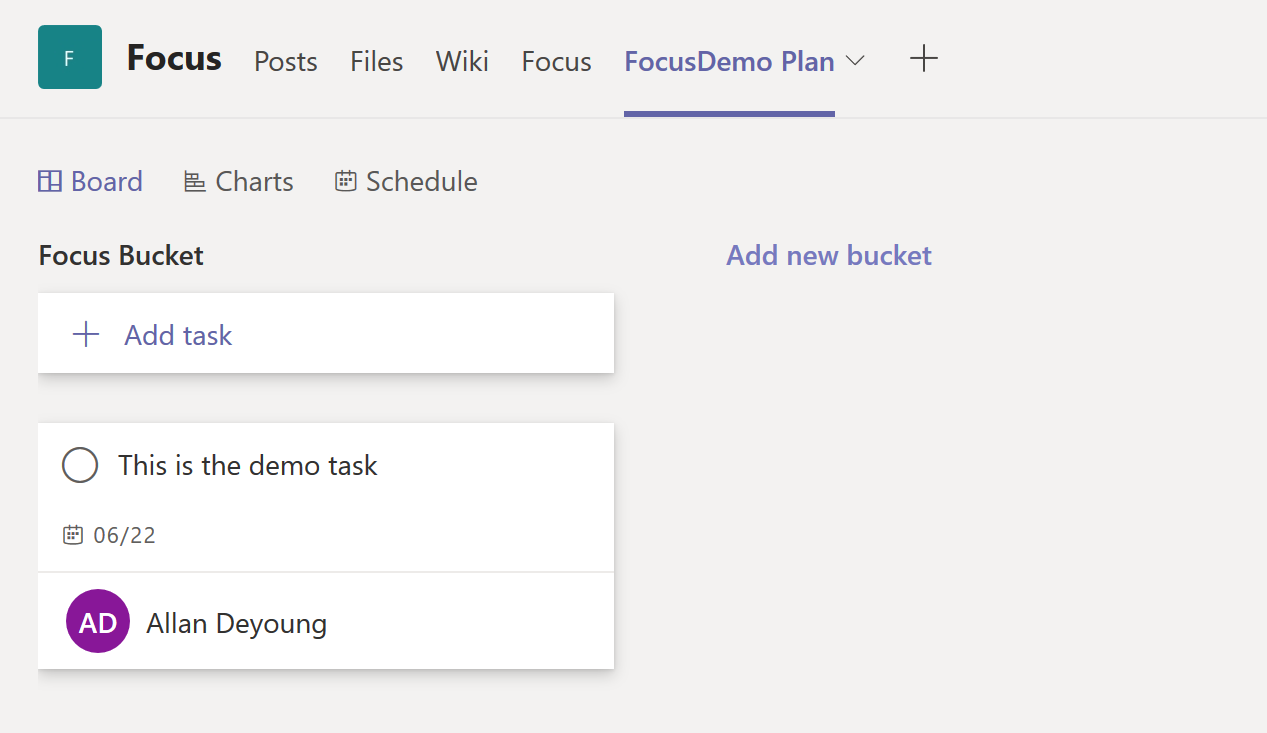 F Focus Posts Files Wiki Focus FocusDemo Plan
Board Charts Schedule
Focus Bucket Add new bucket
Add task
This is the demo task
06/22
AD Allan Deyoung